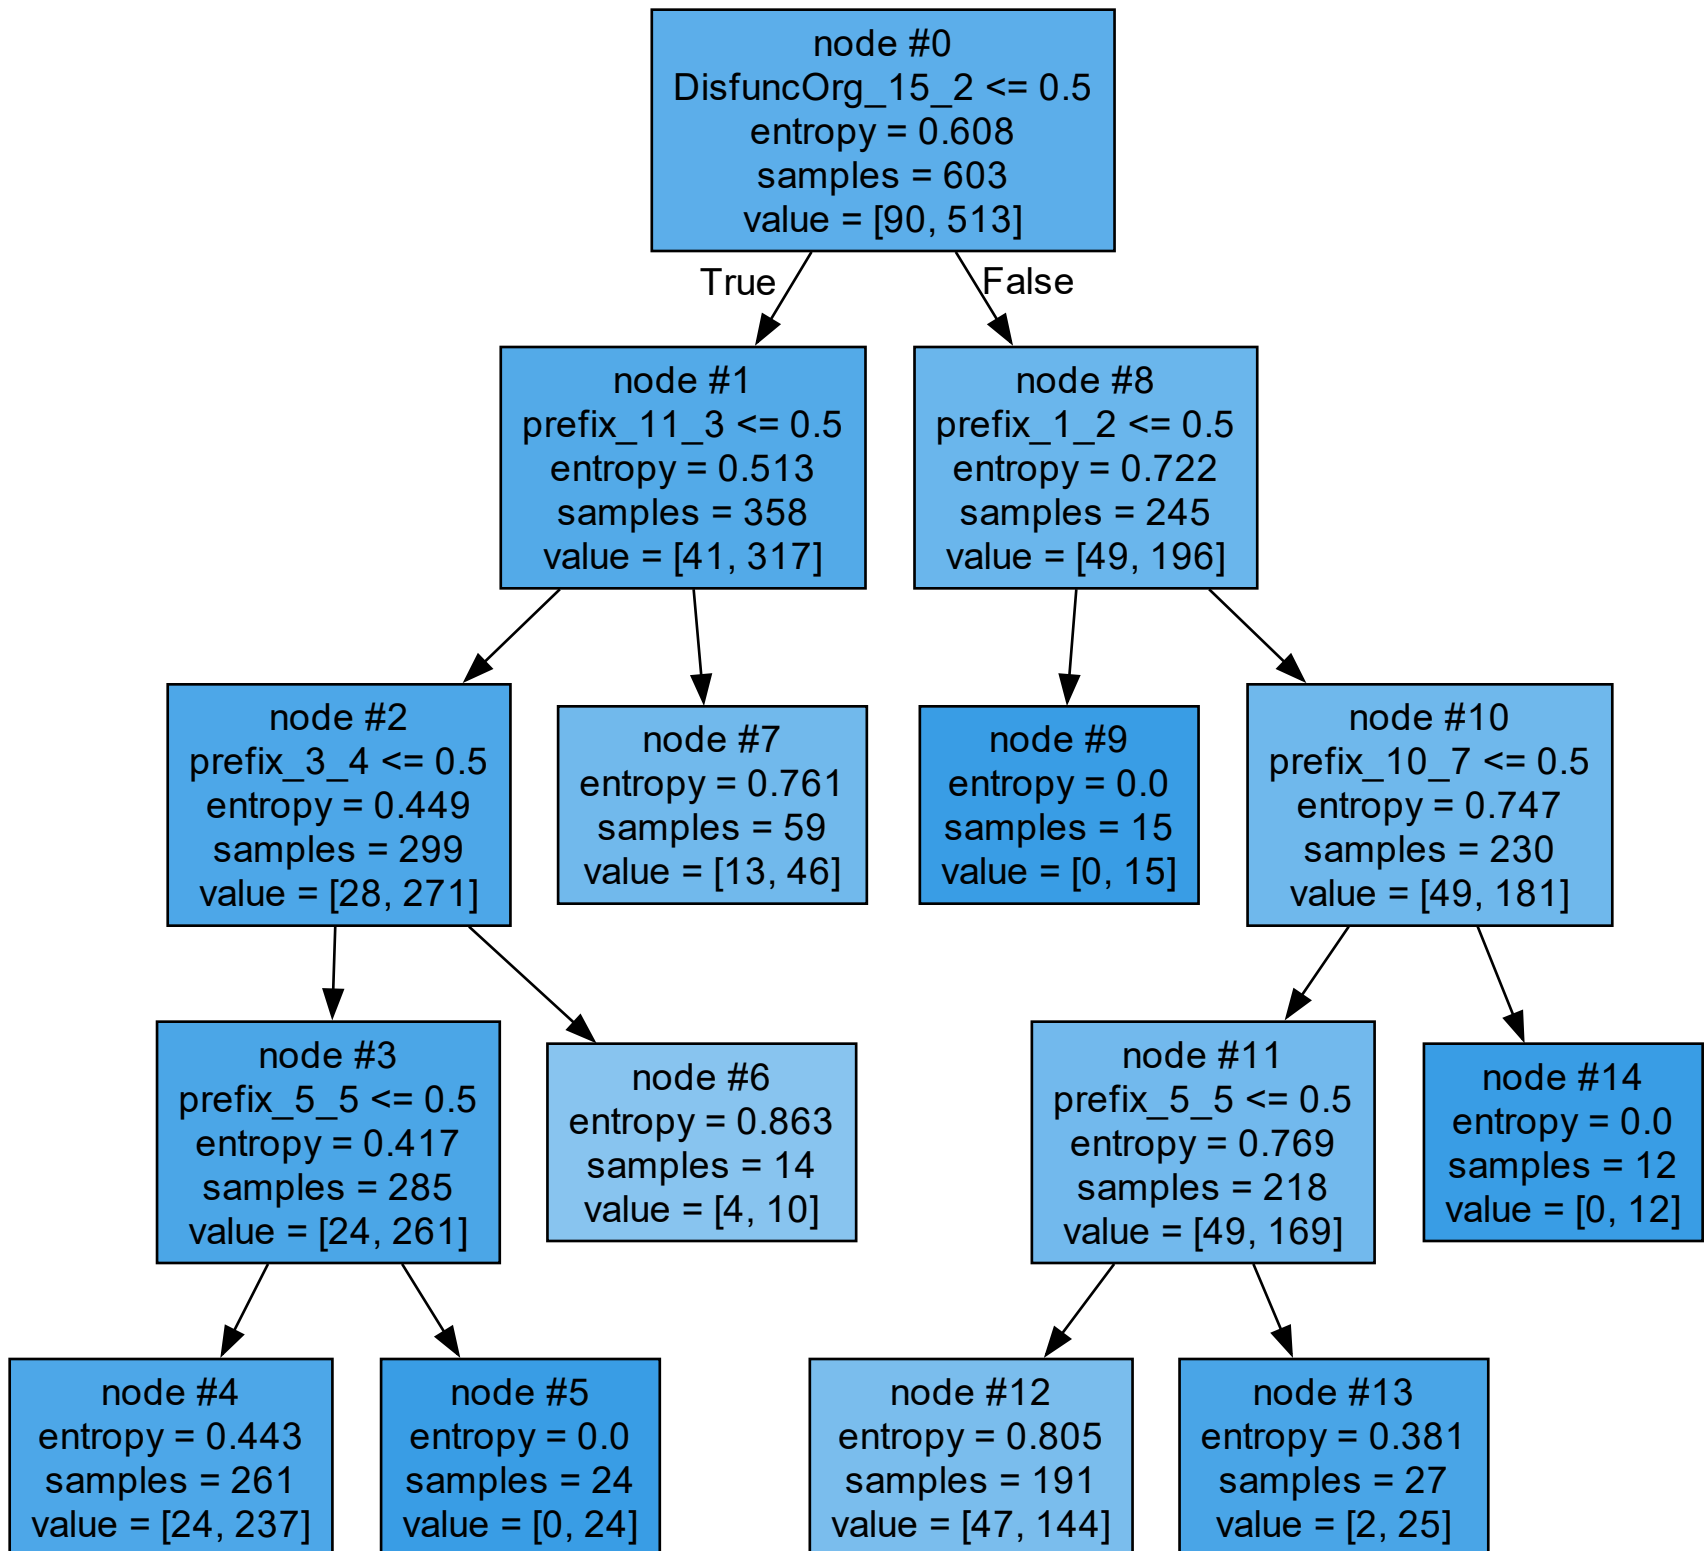 node #0
DisfuncOrg_15_2 <= 0.5
entropy = 0.608
samples = 603
value = [90, 513]
True
False
node #1
prefix_11_3 <= 0.5
entropy = 0.513
samples = 358
value = [41, 317]
node #8
prefix_1_2 <= 0.5
entropy = 0.722
samples = 245
value = [49, 196]
node #2
prefix_3_4 <= 0.5
entropy = 0.449
samples = 299
value = [28, 271]
node #7
entropy = 0.761
samples = 59
value = [13, 46]
node #9
entropy = 0.0
samples = 15
value = [0, 15]
node #10
prefix_10_7 <= 0.5
entropy = 0.747
samples = 230
value = [49, 181]
node #3
prefix_5_5 <= 0.5
entropy = 0.417
samples = 285
value = [24, 261]
node #6
entropy = 0.863
samples = 14
value = [4, 10]
node #11
prefix_5_5 <= 0.5
entropy = 0.769
samples = 218
value = [49, 169]
node #14
entropy = 0.0
samples = 12
value = [0, 12]
node #4
entropy = 0.443
samples = 261
value = [24, 237]
node #5
entropy = 0.0
samples = 24
value = [0, 24]
node #12
entropy = 0.805
samples = 191
value = [47, 144]
node #13
entropy = 0.381
samples = 27
value = [2, 25]